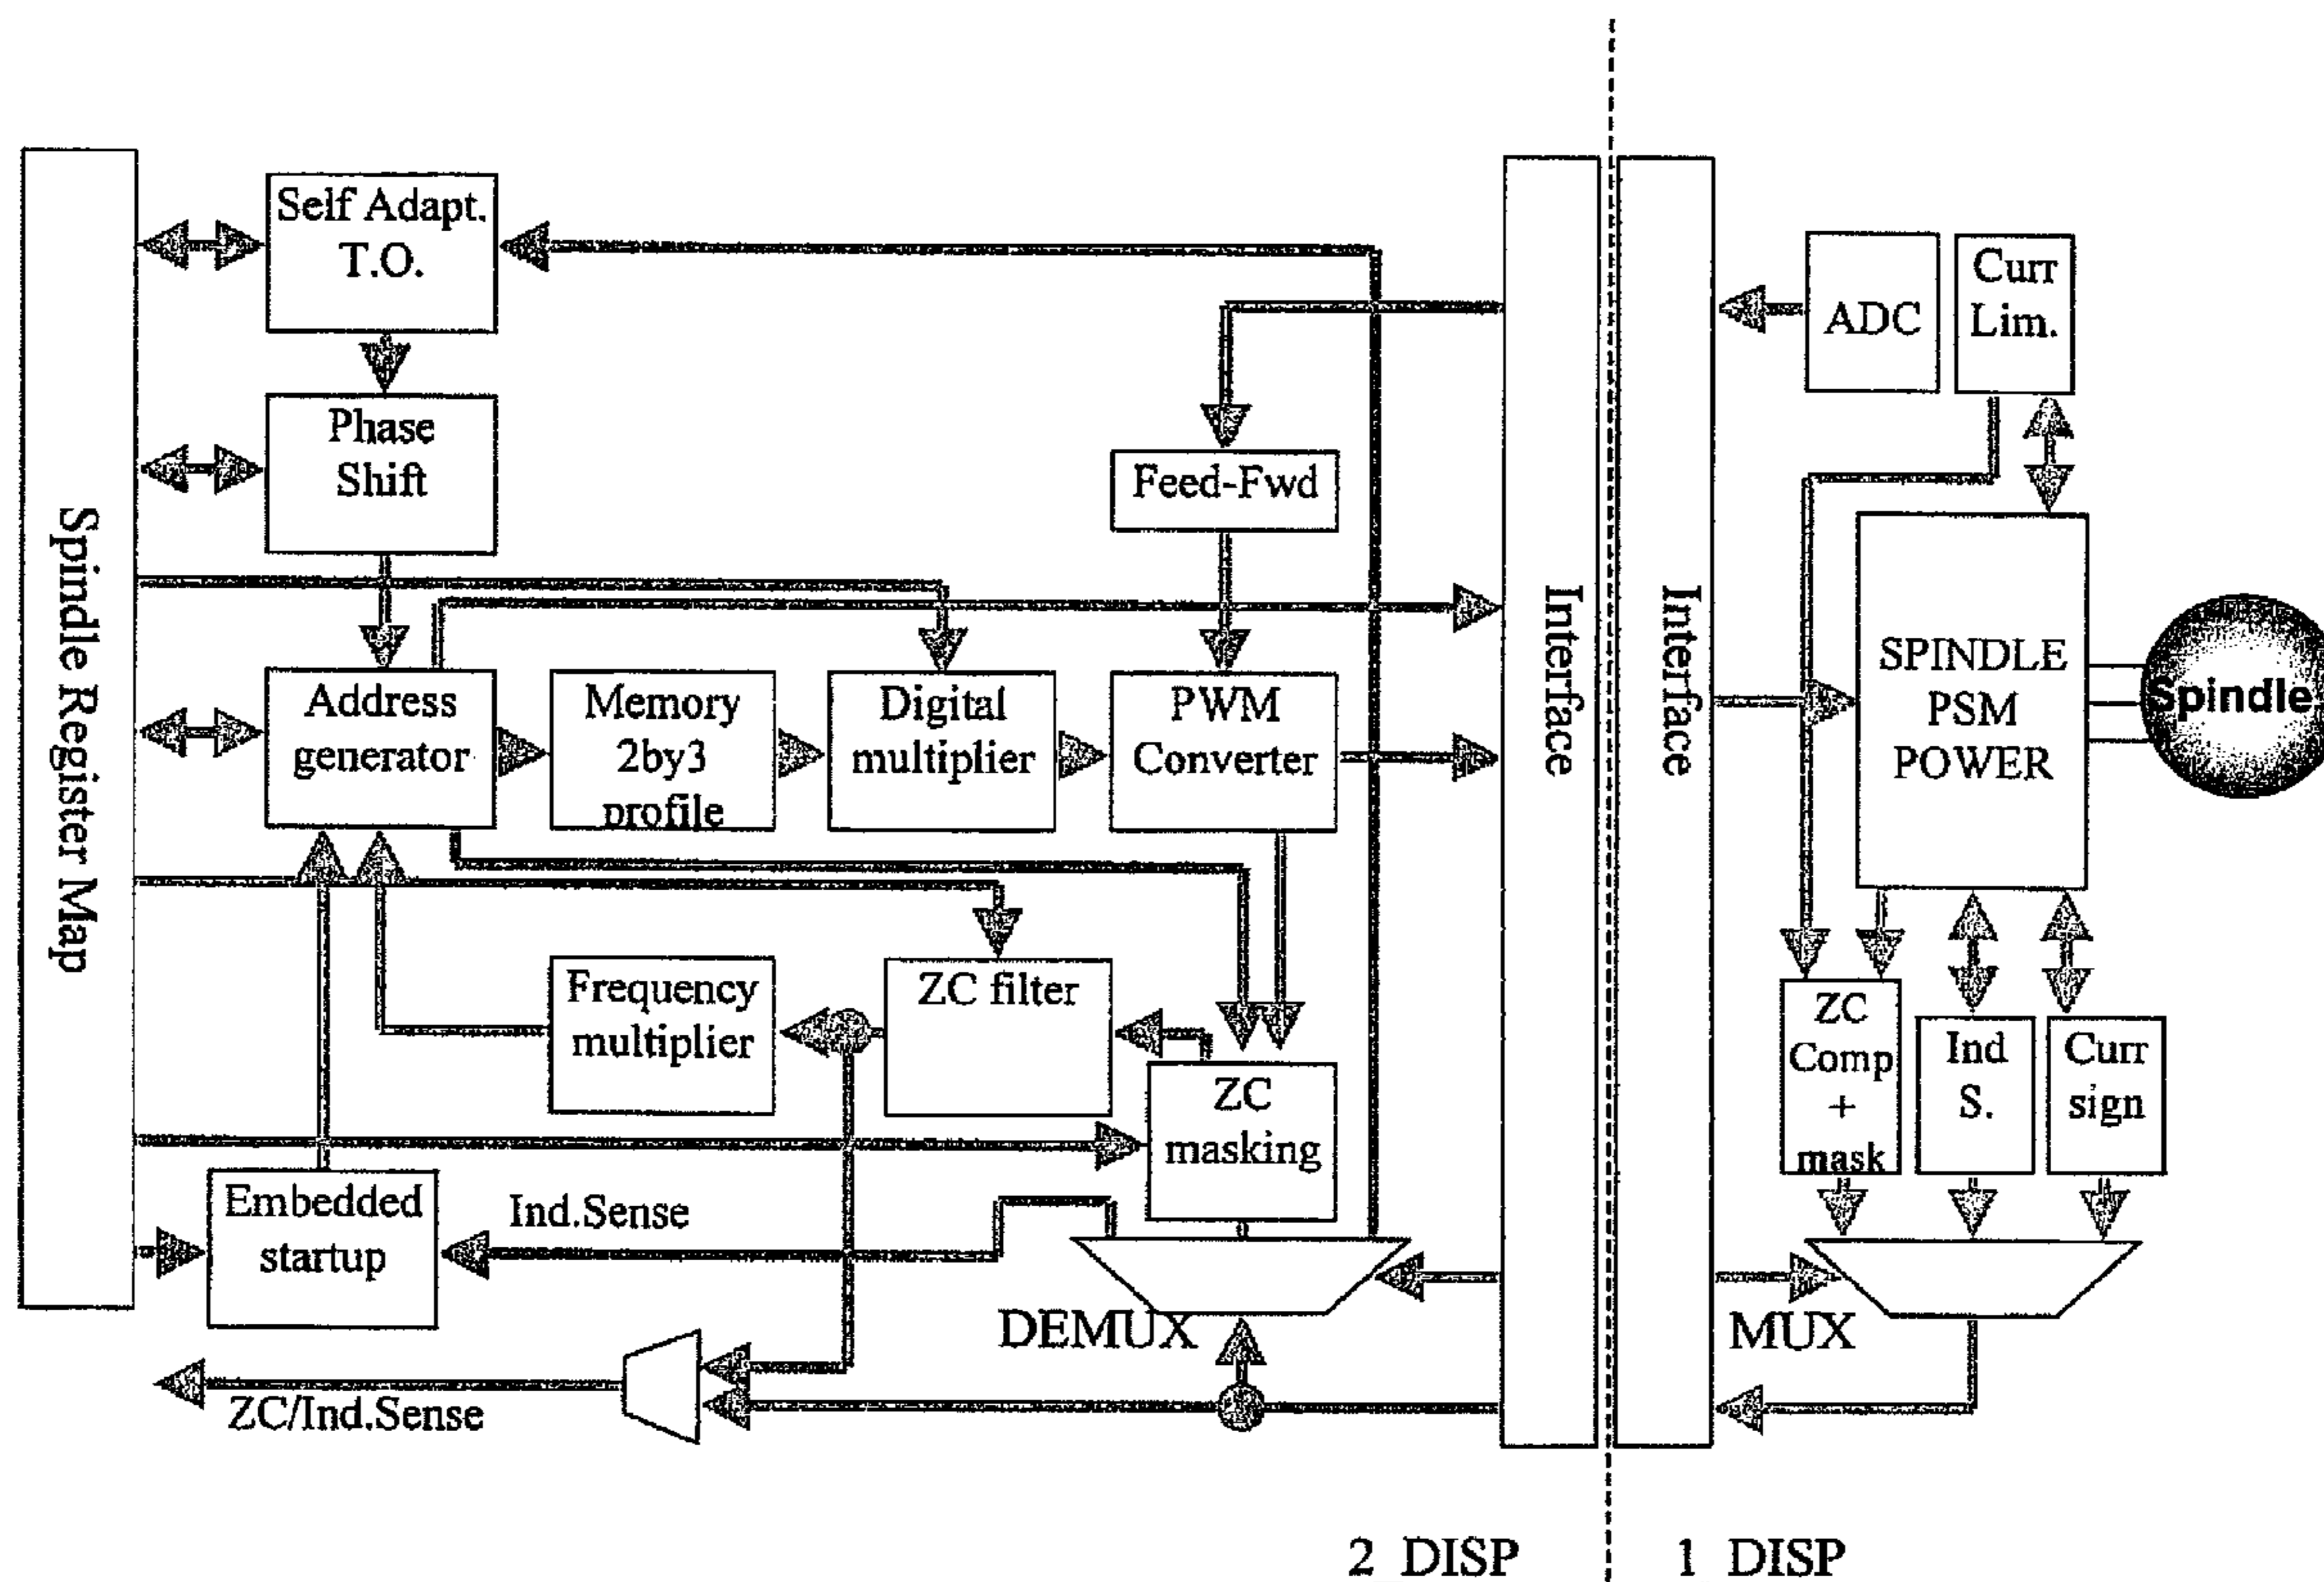 Self Adapt.
T.O.
Curr
Lim.
ADC
Phase
Shift
Feed-Fwd
Spindle Register Map
Interface
Interface
SPINDLE
PSM
POWER
Spindle
Address
generator
Memory
2by3
profile
Digital
multiplier
PWM
Converter
Frequency
multiplier
ZC filter
ZC
masking
ZC
Comp
+
mask
Ind
S.
Curr
sign
Embedded
startup
Ind.Sense
DEMUX
MUX
ZC/Ind.Sense
2 DISP
1 DISP